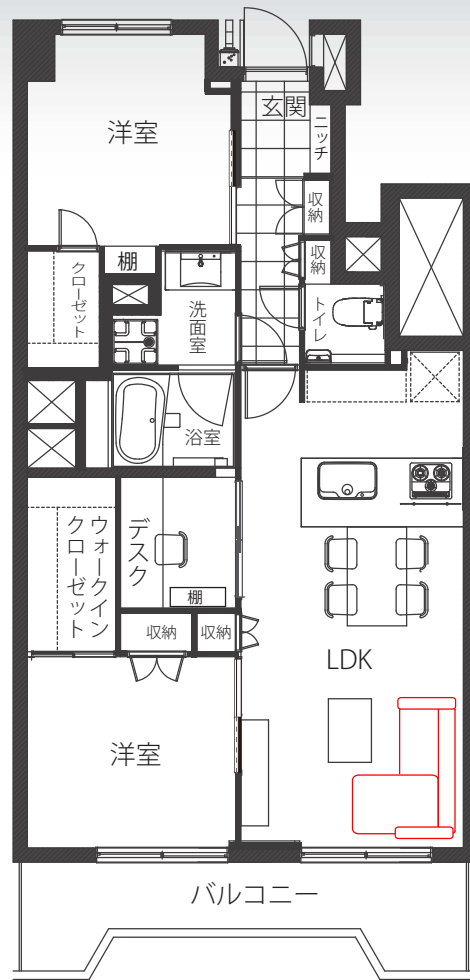 玄関
洋室
ニッチ
収納
収納
棚
クローゼット
洗面室
トイレ
浴室
ウォークイン
クローゼット
デスク
棚
収納
収納
LDK
洋室
バルコニー